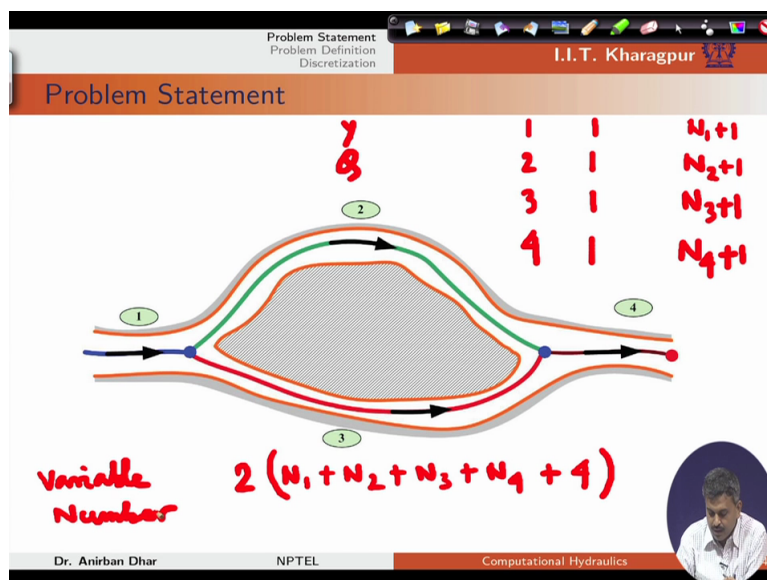 Problem Statement
Problem Definition
Discretization
I.I.T. Kharagpur
Problem Statement
y 1 1 N₁+1
Q 2 1 N₂+1
3 1 N₃+1
4 1 N₄+1
2
1
4
3
Variable 2 (N₁ + N₂ + N₃ + N₄ + 4)
Number
Dr. Anirban Dhar NPTEL Computational Hydraulics